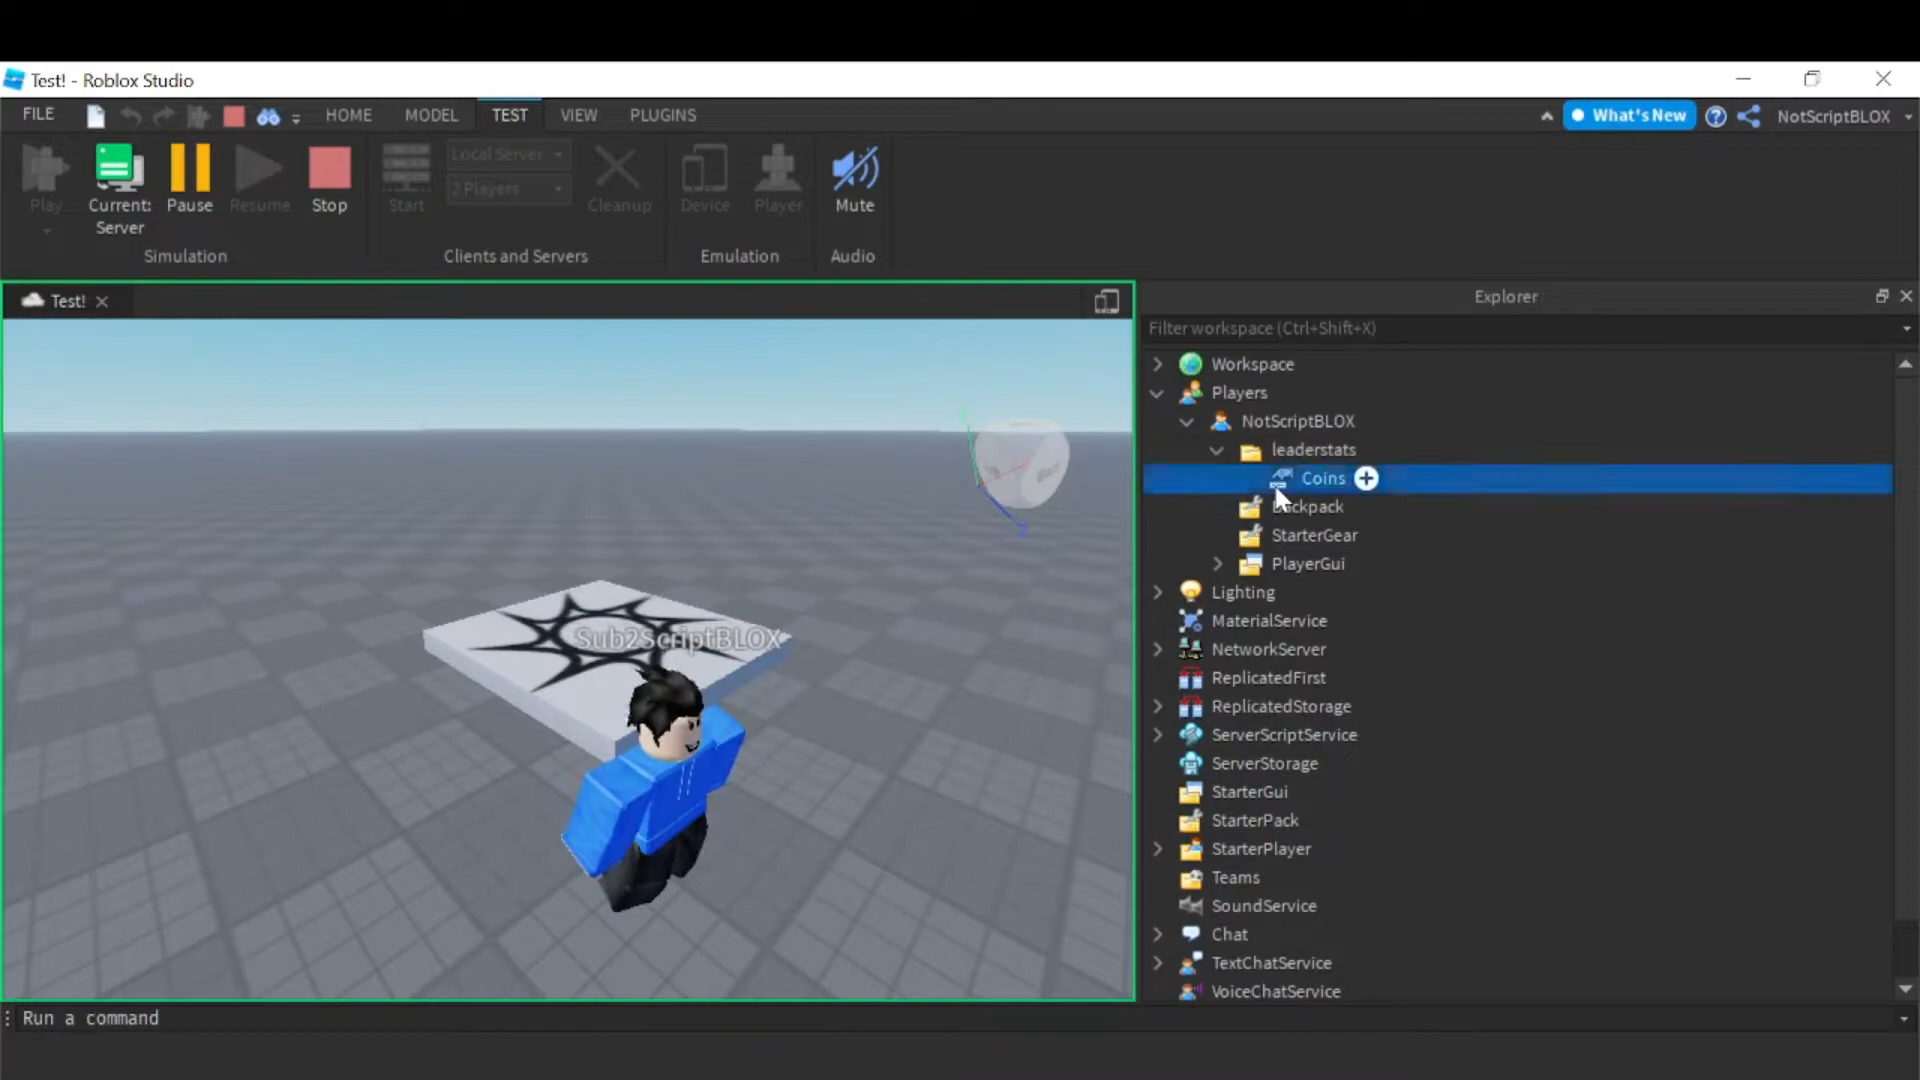 Test! - Roblox Studio
FILE
HOME
MODEL
TEST
VIEW
PLUGINS
What's New
NotScriptBLOX
Play
Current:
Server
Pause
Resume
Stop
Simulation
Start
Local Server
2 Players
Cleanup
Clients and Servers
Device
Player
Emulation
Mute
Audio
Test!
Sub2ScriptBLOX
Explorer
Filter workspace (Ctrl+Shift+X)
Workspace
Players
NotScriptBLOX
leaderstats
Coins
Backpack
StarterGear
PlayerGui
Lighting
MaterialService
NetworkServer
ReplicatedFirst
ReplicatedStorage
ServerScriptService
ServerStorage
StarterGui
StarterPack
StarterPlayer
Teams
SoundService
Chat
TextChatService
VoiceChatService
Run a command